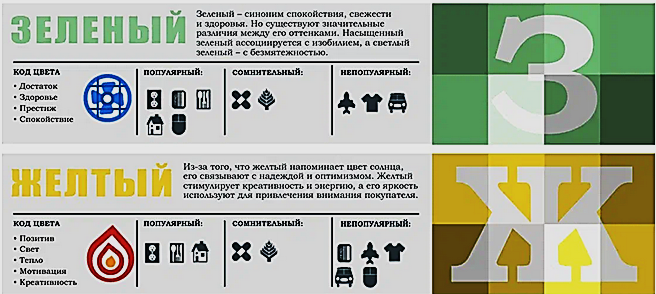 ЗЕЛЕНЫЙ
Зеленый – синоним спокойствия, свежести
и здоровья. Но существуют значительные
различия между его оттенками. Насыщенный
зеленый ассоциируется с изобилием, а светлый
зеленый – с безмятежностью.
КОД ЦВЕТА
• Достаток
• Здоровье
• Престиж
• Спокойствие
ПОПУЛЯРНЫЙ:
СОМНИТЕЛЬНЫЙ:
НЕПОПУЛЯРНЫЙ:
З
ЖЕЛТЫЙ
Из-за того, что желтый напоминает цвет солнца,
его связывают с надеждой и оптимизмом. Желтый
стимулирует креативность и энергию, а его яркость
используют для привлечения внимания покупателя.
КОД ЦВЕТА
• Позитив
• Свет
• Тепло
• Мотивация
• Креативность
ПОПУЛЯРНЫЙ:
СОМНИТЕЛЬНЫЙ:
НЕПОПУЛЯРНЫЙ:
Ж